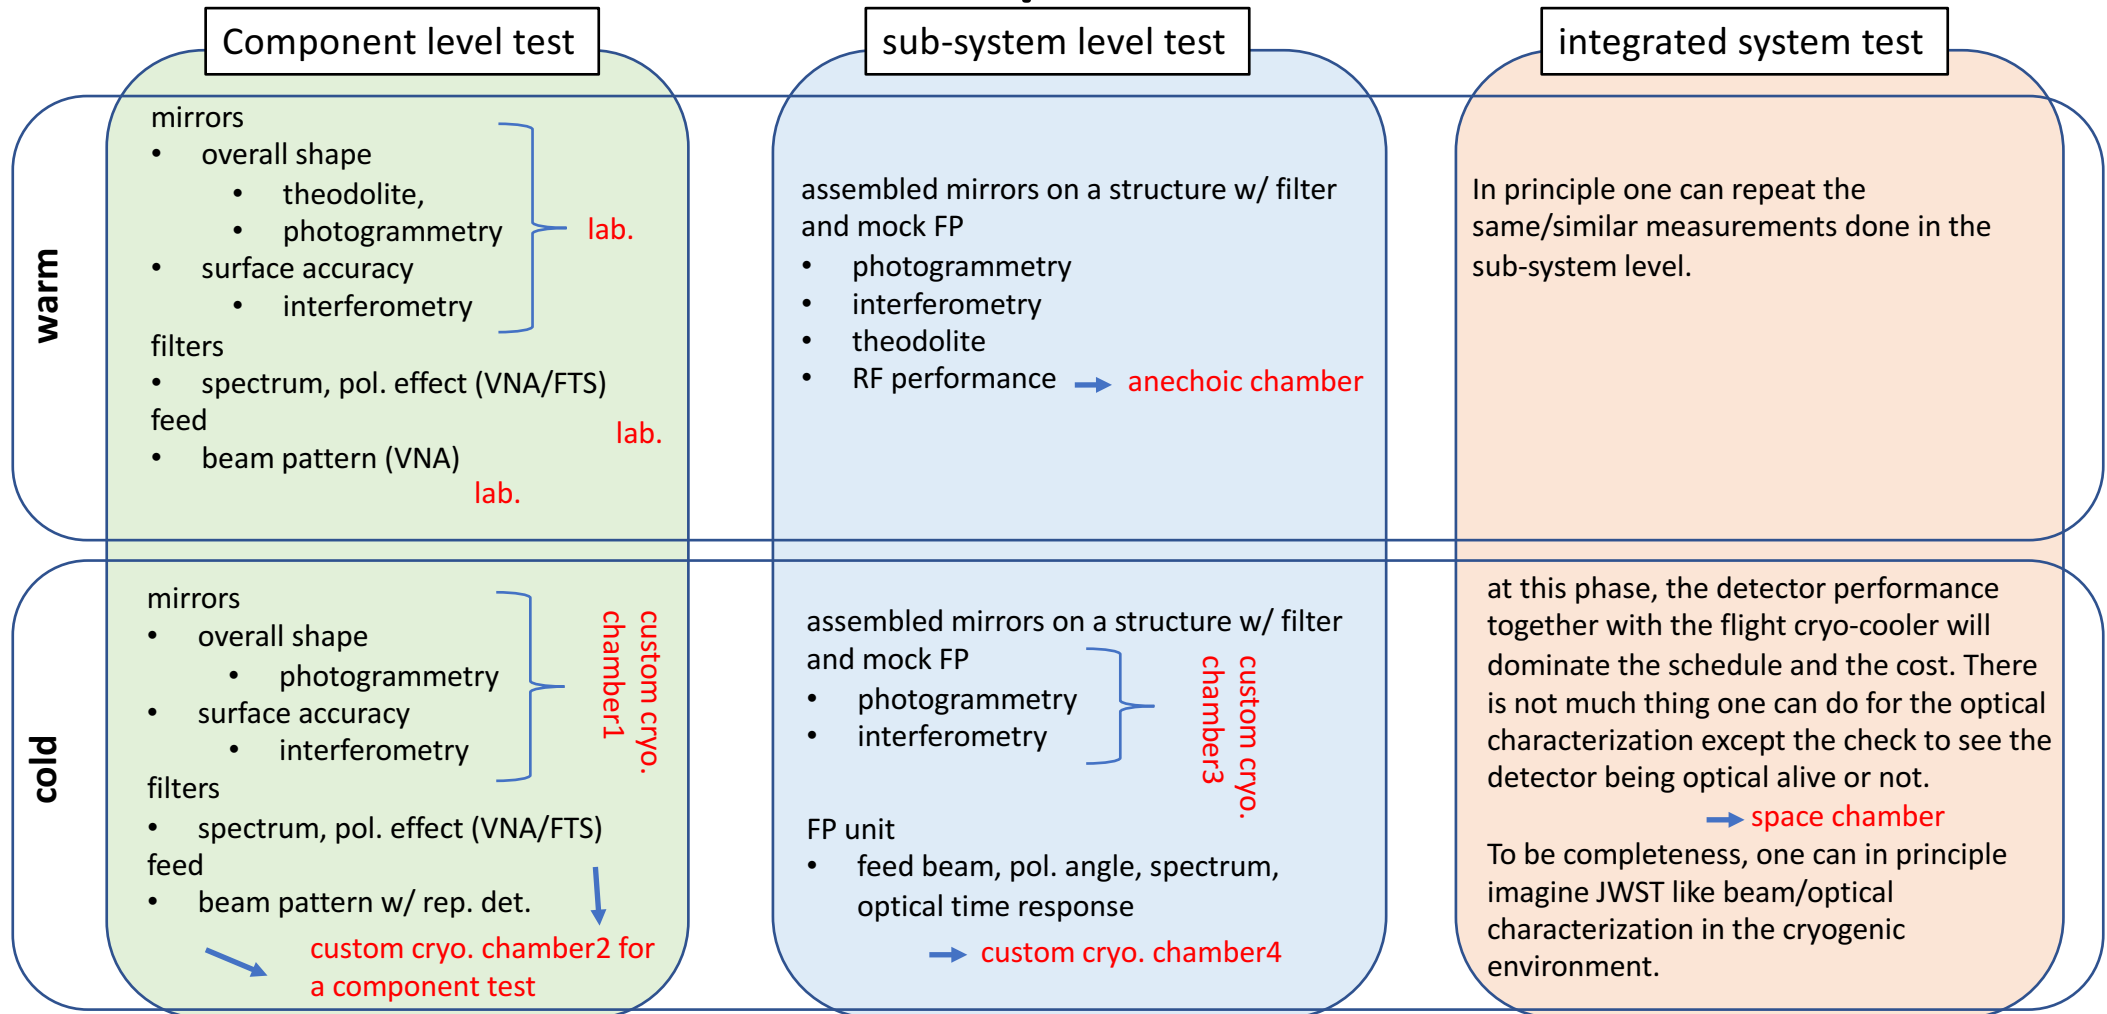 Component level test
sub-system level test
integrated system test
warm
mirrors
• overall shape
• theodolite,
• photogrammetry
• surface accuracy
• interferometry
lab.
filters
• spectrum, pol. effect (VNA/FTS)
lab.
feed
• beam pattern (VNA)
lab.
assembled mirrors on a structure w/ filter
and mock FP
• photogrammetry
• interferometry
• theodolite
• RF performance
anechoic chamber
In principle one can repeat the
same/similar measurements done in the
sub-system level.
cold
mirrors
• overall shape
• photogrammetry
• surface accuracy
• interferometry
custom cryo.
chamber1
filters
• spectrum, pol. effect (VNA/FTS)
feed
• beam pattern w/ rep. det.
custom cryo. chamber2 for
a component test
assembled mirrors on a structure w/ filter
and mock FP
• photogrammetry
• interferometry
custom cryo.
chamber3
FP unit
• feed beam, pol. angle, spectrum,
optical time response
custom cryo. chamber4
at this phase, the detector performance
together with the flight cryo-cooler will
dominate the schedule and the cost. There
is not much thing one can do for the optical
characterization except the check to see the
detector being optical alive or not.
space chamber
To be completeness, one can in principle
imagine JWST like beam/optical
characterization in the cryogenic
environment.